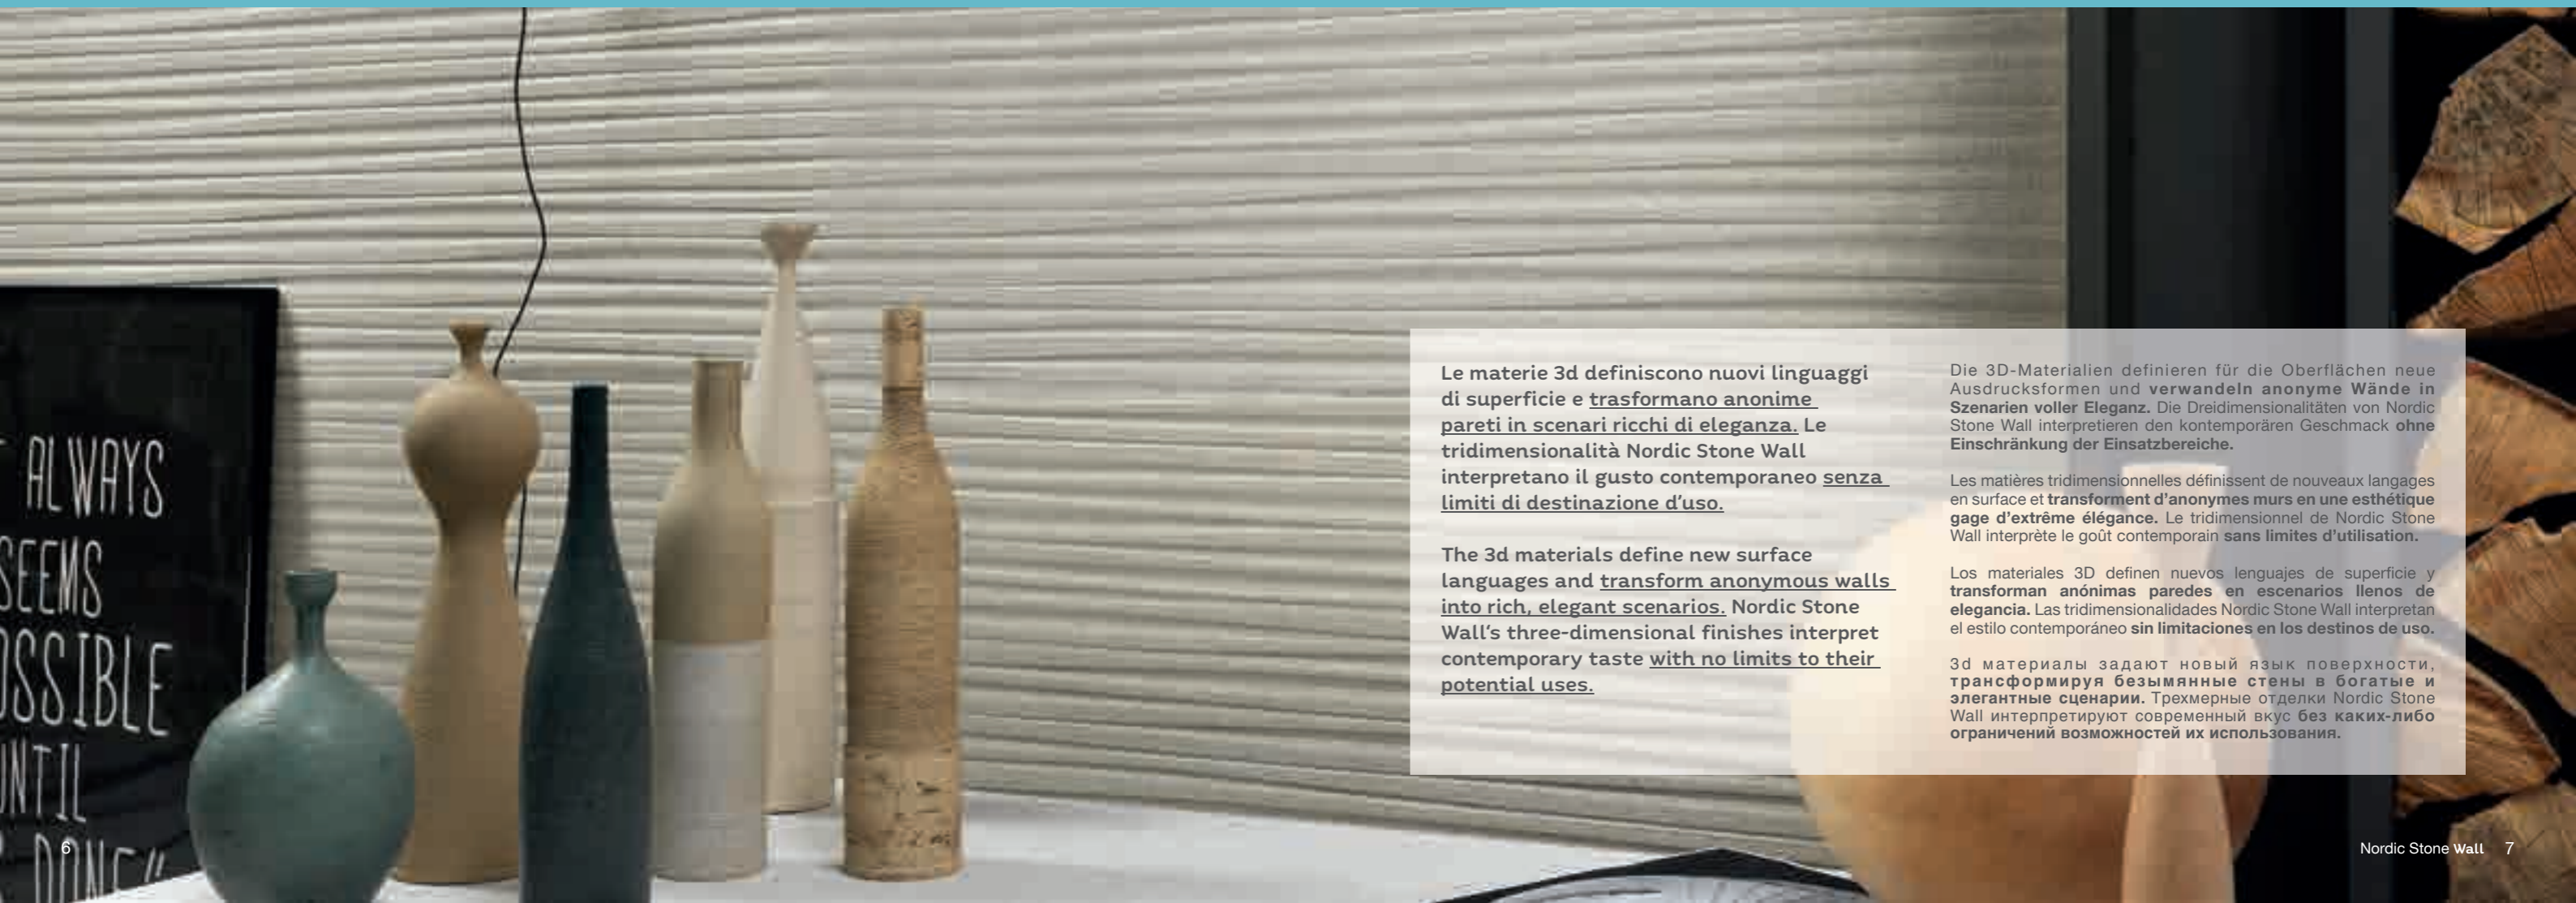 ALWAYS
SEEMS
UNTIL
DONE"
6
Le materie 3d definiscono nuovi linguaggi
di superficie e trasformano anonime
pareti in scenari ricchi di eleganza. Le
tridimensionalità Nordic Stone Wall
interpretano il gusto contemporaneo senza
limiti di destinazione d'uso.
The 3d materials define new surface
languages and transform anonymous walls
into rich, elegant scenarios. Nordic Stone
Wall's three-dimensional finishes interpret
contemporary taste with no limits to their
potential uses.
Die 3D-Materialien definieren für die Oberflächen neue
Ausdrucksformen und verwandeln anonyme Wände in
Szenarien voller Eleganz. Die Dreidimensionalitäten von Nordic
Stone Wall interpretieren den kontemporären Geschmack ohne
Einschränkung der Einsatzbereiche.
Les matières tridimensionnelles définissent de nouveaux langages
en surface et transforment d'anonymes murs en une esthétique
gage d'extrême élégance. Le tridimensionnel de Nordic Stone
Wall interprète le goût contemporain sans limites d'utilisation.
Los materiales 3D definen nuevos lenguajes de superficie y
transforman anónimas paredes en escenarios llenos de
elegancia. Las tridimensionalidades Nordic Stone Wall interpretan
el estilo contemporáneo sin limitaciones en los destinos de uso.
3d материалы задают новый язык поверхности,
трансформируя безымянные стены в богатые и
элегантные сценарии. Трехмерные отделки Nordic Stone
Wall интерпретируют современный вкус без каких-либо
ограничений возможностей их использования.
Nordic Stone Wall 7